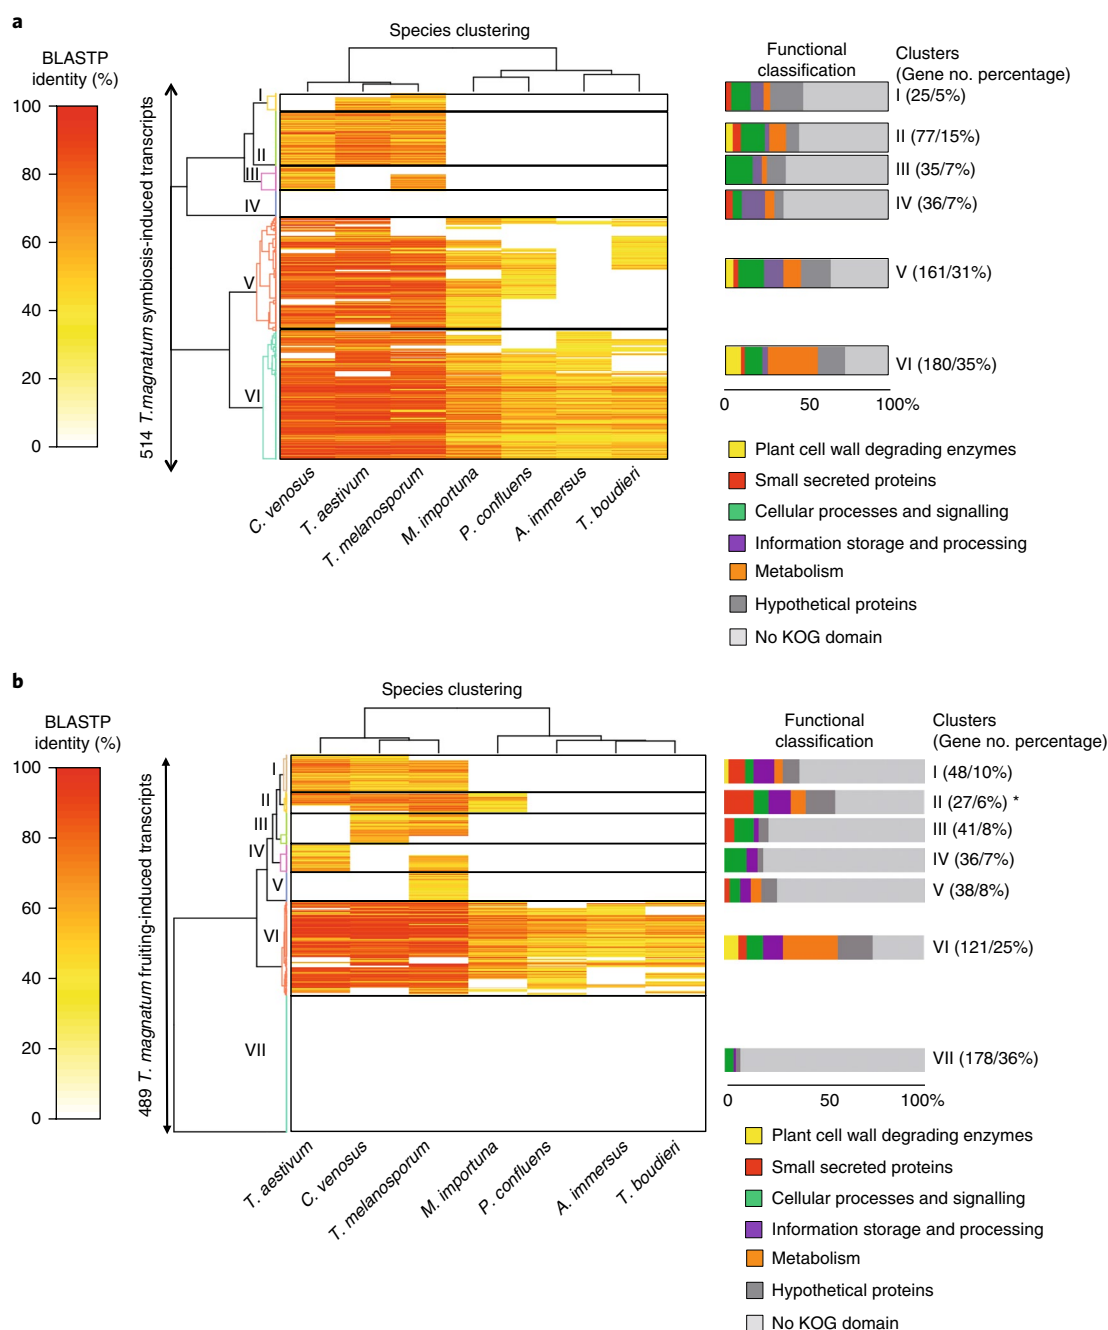 a
Species clustering
BLASTP
identity (%)
Functional
classification
Clusters
(Gene no. percentage)
100
80
60
40
20
0
514 T.magnatum symbiosis-induced transcripts
I
II
III
IV
V
VI
I (25/5%)
II (77/15%)
III (35/7%)
IV (36/7%)
V (161/31%)
VI (180/35%)
0 50 100%
C. venosus
T. aestivum
T. melanosporum
M. importuna
P. confluens
A. immersus
T. boudieri
Plant cell wall degrading enzymes
Small secreted proteins
Cellular processes and signalling
Information storage and processing
Metabolism
Hypothetical proteins
No KOG domain
b
Species clustering
BLASTP
identity (%)
Functional
classification
Clusters
(Gene no. percentage)
100
80
60
40
20
0
489 T. magnatum fruiting-induced transcripts
I
II
III
IV
V
VI
VII
I (48/10%)
II (27/6%) *
III (41/8%)
IV (36/7%)
V (38/8%)
VI (121/25%)
VII (178/36%)
0 50 100%
T. aestivum
C. venosus
T. melanosporum
M. importuna
P. confluens
A. immersus
T. boudieri
Plant cell wall degrading enzymes
Small secreted proteins
Cellular processes and signalling
Information storage and processing
Metabolism
Hypothetical proteins
No KOG domain